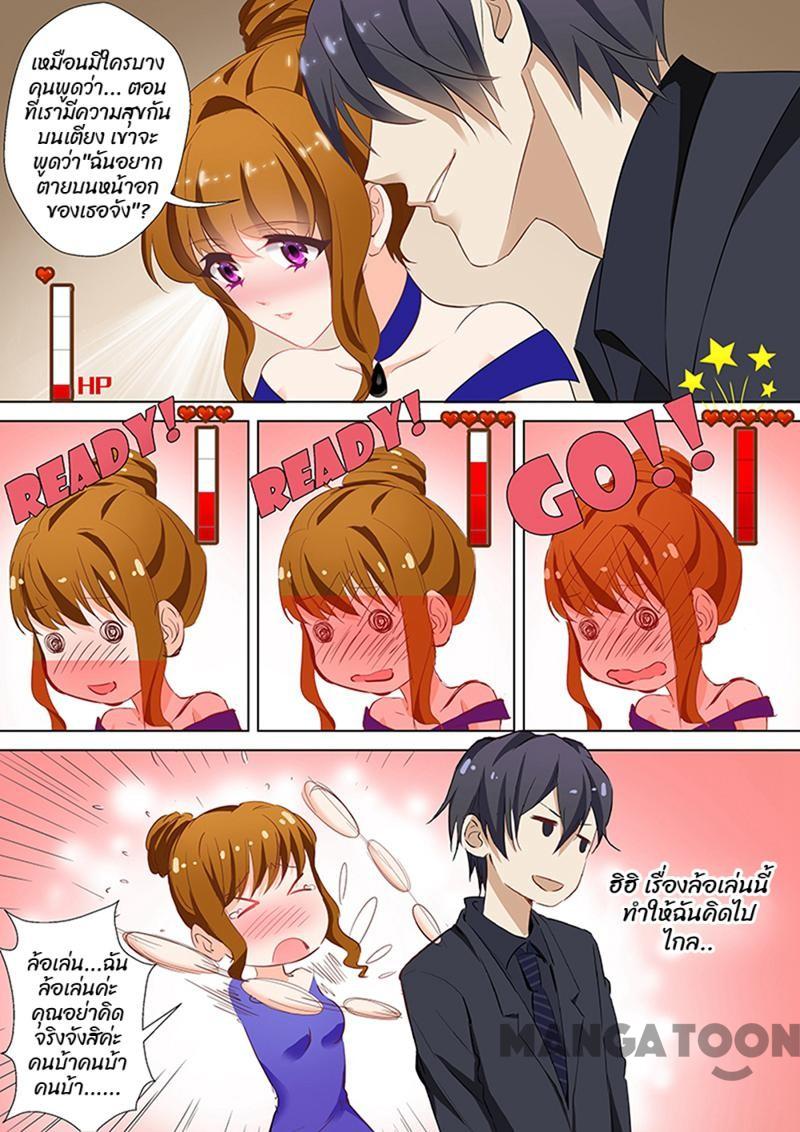 เหมือนมีใครบาง
คนพูดว่า... ตอน
ที่เรามีความสุขกัน
บนเตียง เขาจะ
พูดว่า"ฉันอยาก
ตายบนหน้าอก
ของเธอจัง"?
HP
READY!
READY!
GO!!
ฮิฮิ เรื่องล้อเล่นนี้
ทำให้ฉันคิดไป
ไกล..
ล้อเล่น...ฉัน
ล้อเล่นค่ะ
คุณอย่าคิด
จริงจังสิค่ะ
คนบ้าคนบ้า
คนบ้า......
MANGATOON